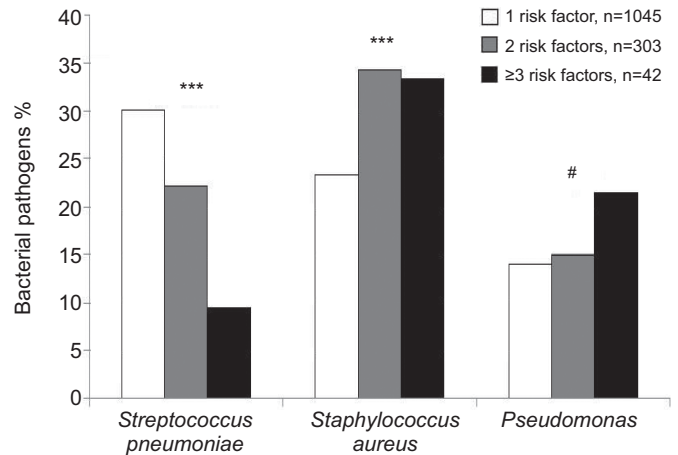 1 risk factor, n=1045
2 risk factors, n=303
≥3 risk factors, n=42
Bacterial pathogens %
40
35
30
25
20
15
10
5
0
***
***
#
Streptococcus
pneumoniae
Staphylococcus
aureus
Pseudomonas